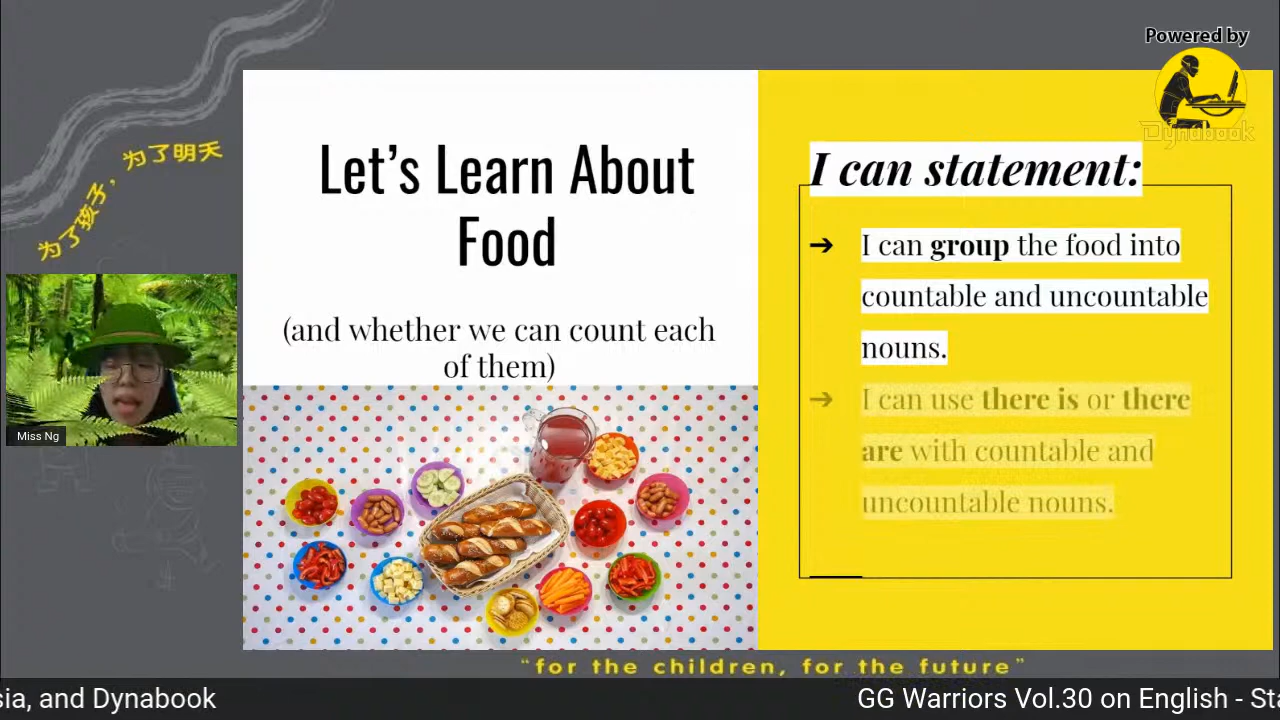 Powered by
Dynabook
为了孩子，为了明天
Let's Learn About
Food
(and whether we can count each
of them)
I can statement:
➔ I can group the food into
countable and uncountable
nouns.
➔ I can use there is or there
are with countable and
uncountable nouns.
Miss Ng
“for the children, for the future”
sia, and Dynabook
GG Warriors Vol.30 on English - Sta